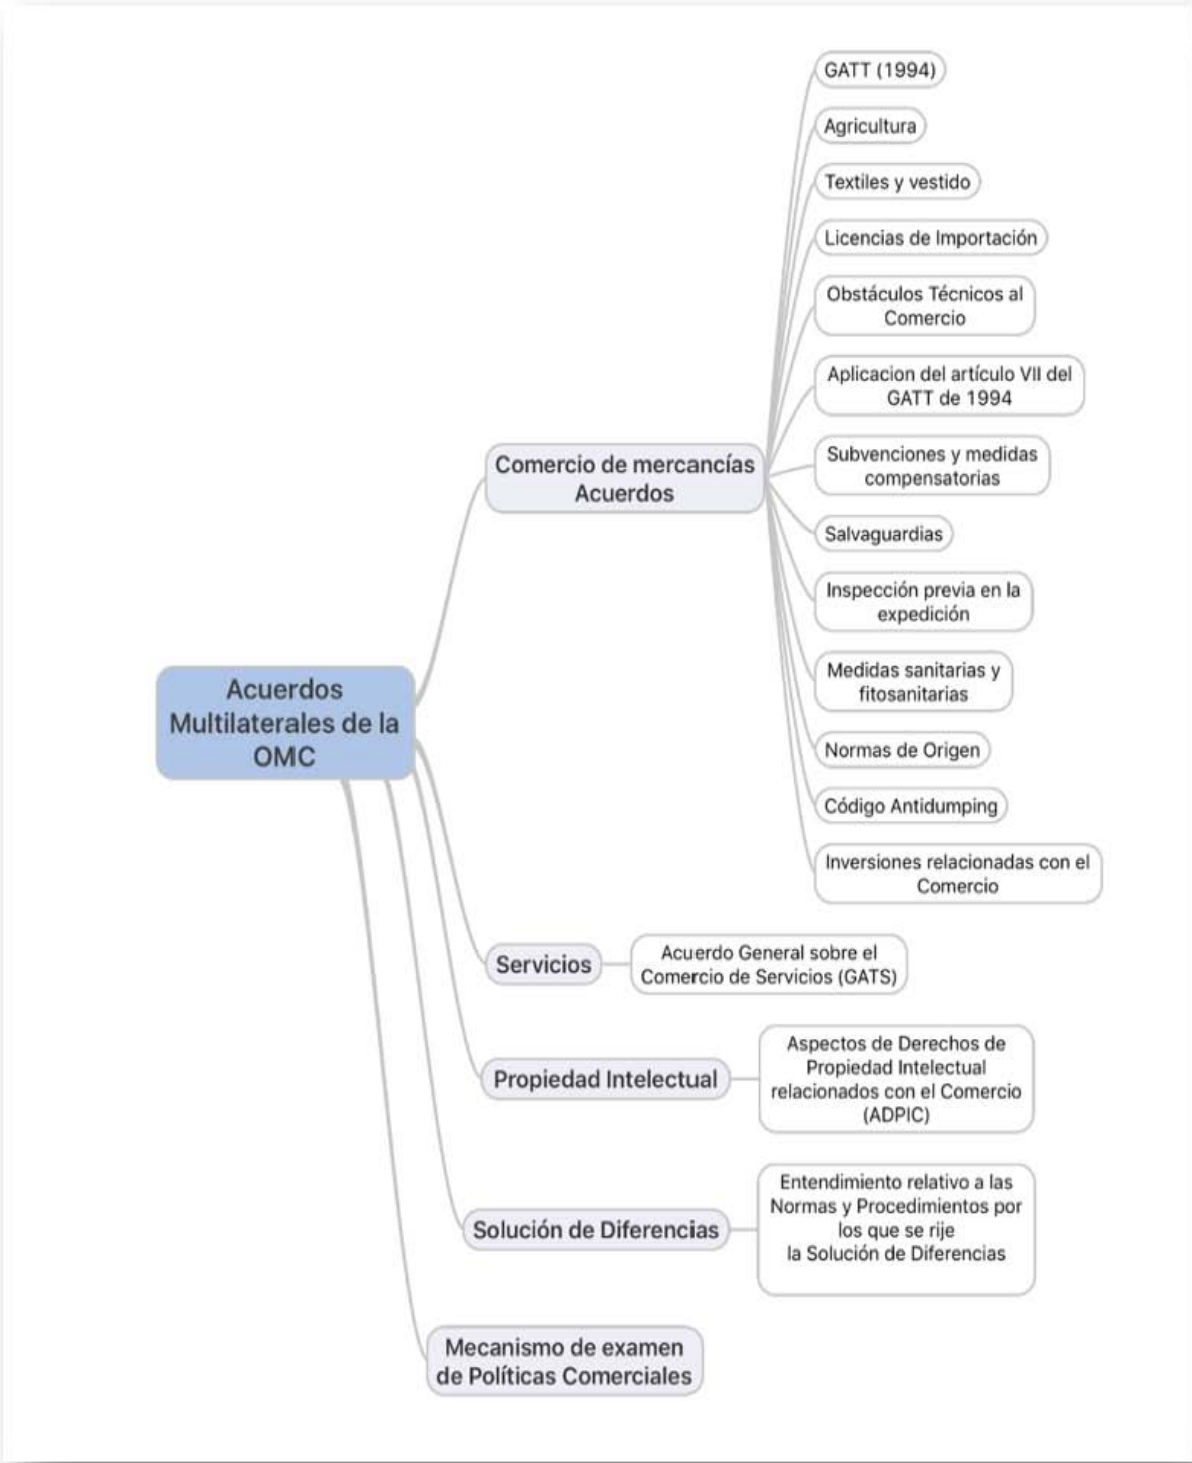 GATT (1994)
Agricultura
Textiles y vestido
Licencias de Importación
Obstáculos Técnicos al
Comercio
Aplicacion del artículo VII del
GATT de 1994
Subvenciones y medidas
compensatorias
Salvaguardias
Inspección previa en la
expedición
Medidas sanitarias y
fitosanitarias
Normas de Origen
Código Antidumping
Inversiones relacionadas con el
Comercio
Comercio de mercancías
Acuerdos
Acuerdos
Multilaterales de la
OMC
Servicios
Acuerdo General sobre el
Comercio de Servicios (GATS)
Propiedad Intelectual
Aspectos de Derechos de
Propiedad Intelectual
relacionados con el Comercio
(ADPIC)
Solución de Diferencias
Entendimiento relativo a las
Normas y Procedimientos por
los que se rije
la Solución de Diferencias
Mecanismo de examen
de Políticas Comerciales